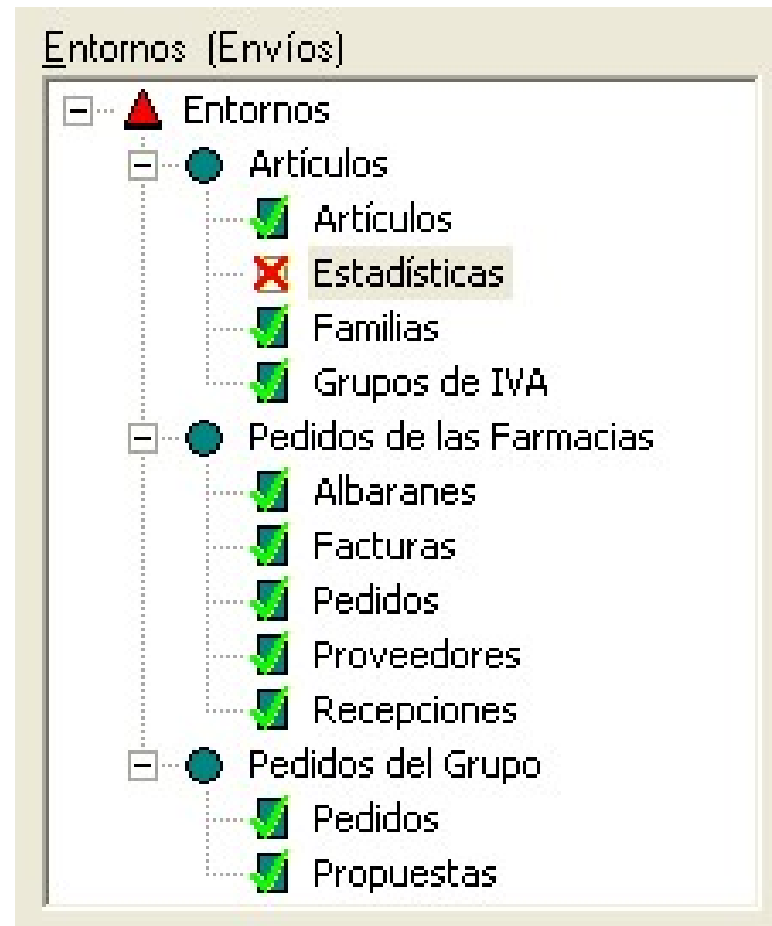 Entornos (Envíos)
Entornos
Artículos
Artículos
Estadísticas
Familias
Grupos de IVA
Pedidos de las Farmacias
Albaranes
Facturas
Pedidos
Proveedores
Recepciones
Pedidos del Grupo
Pedidos
Propuestas